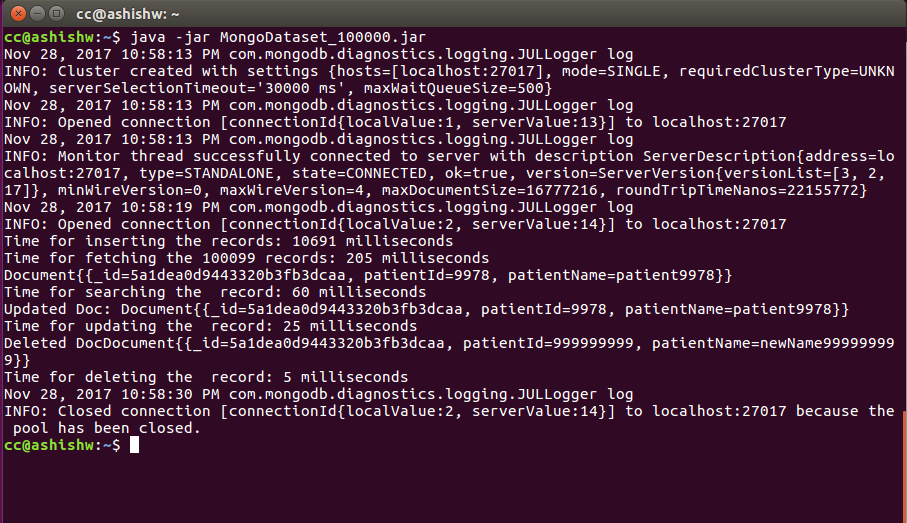 cc@ashishw: ~
cc@ashishw:~$ java -jar MongoDataset_100000.jar
Nov 28, 2017 10:58:13 PM com.mongodb.diagnostics.logging.JULLogger log
INFO: Cluster created with settings {hosts=[localhost:27017], mode=SINGLE, requiredClusterType=UNKN
OWN, serverSelectionTimeout='30000 ms', maxWaitQueueSize=500}
Nov 28, 2017 10:58:13 PM com.mongodb.diagnostics.logging.JULLogger log
INFO: Opened connection [connectionId{localValue:1, serverValue:13}] to localhost:27017
Nov 28, 2017 10:58:13 PM com.mongodb.diagnostics.logging.JULLogger log
INFO: Monitor thread successfully connected to server with description ServerDescription{address=lo
calhost:27017, type=STANDALONE, state=CONNECTED, ok=true, version=ServerVersion{versionList=[3, 2,
17]}, minWireVersion=0, maxWireVersion=4, maxDocumentSize=16777216, roundTripTimeNanos=22155772}
Nov 28, 2017 10:58:19 PM com.mongodb.diagnostics.logging.JULLogger log
INFO: Opened connection [connectionId{localValue:2, serverValue:14}] to localhost:27017
Time for inserting the records: 10691 milliseconds
Time for fetching the 100099 records: 205 milliseconds
Document{{_id=5a1dea0d9443320b3fb3dcaa, patientId=9978, patientName=patient9978}}
Time for searching the  record: 60 milliseconds
Updated Doc: Document{{_id=5a1dea0d9443320b3fb3dcaa, patientId=9978, patientName=patient9978}}
Time for updating the  record: 25 milliseconds
Deleted DocDocument{{_id=5a1dea0d9443320b3fb3dcaa, patientId=999999999, patientName=newName99999999
9}}
Time for deleting the  record: 5 milliseconds
Nov 28, 2017 10:58:30 PM com.mongodb.diagnostics.logging.JULLogger log
INFO: Closed connection [connectionId{localValue:2, serverValue:14}] to localhost:27017 because the
 pool has been closed.
cc@ashishw:~$